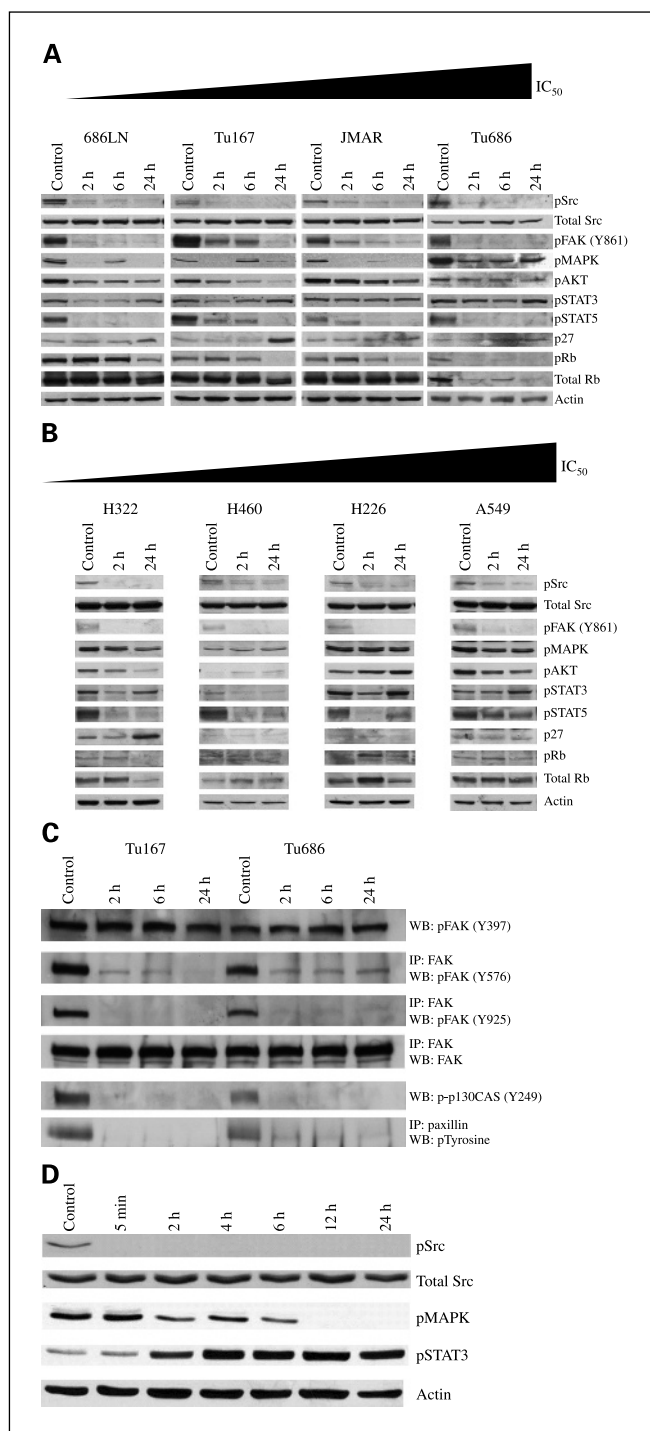 A
IC50
686LN Tu167 JMAR Tu686
Control 2 h 6 h 24 h Control 2 h 6 h 24 h Control 2 h 6 h 24 h Control 2 h 6 h 24 h
pSrc
Total Src
pFAK (Y861)
pMAPK
pAKT
pSTAT3
pSTAT5
p27
pRb
Total Rb
Actin
B
IC50
H322 H460 H226 A549
Control 2 h 24 h Control 2 h 24 h Control 2 h 24 h Control 2 h 24 h
pSrc
Total Src
pFAK (Y861)
pMAPK
pAKT
pSTAT3
pSTAT5
p27
pRb
Total Rb
Actin
C
Tu167 Tu686
Control 2 h 6 h 24 h Control 2 h 6 h 24 h
WB: pFAK (Y397)
IP: FAK
WB: pFAK (Y576)
IP: FAK
WB: pFAK (Y925)
IP: FAK
WB: FAK
WB: p-p130CAS (Y249)
IP: paxillin
WB: pTyrosine
D
Control 5 min 2 h 4 h 6 h 12 h 24 h
pSrc
Total Src
pMAPK
pSTAT3
Actin